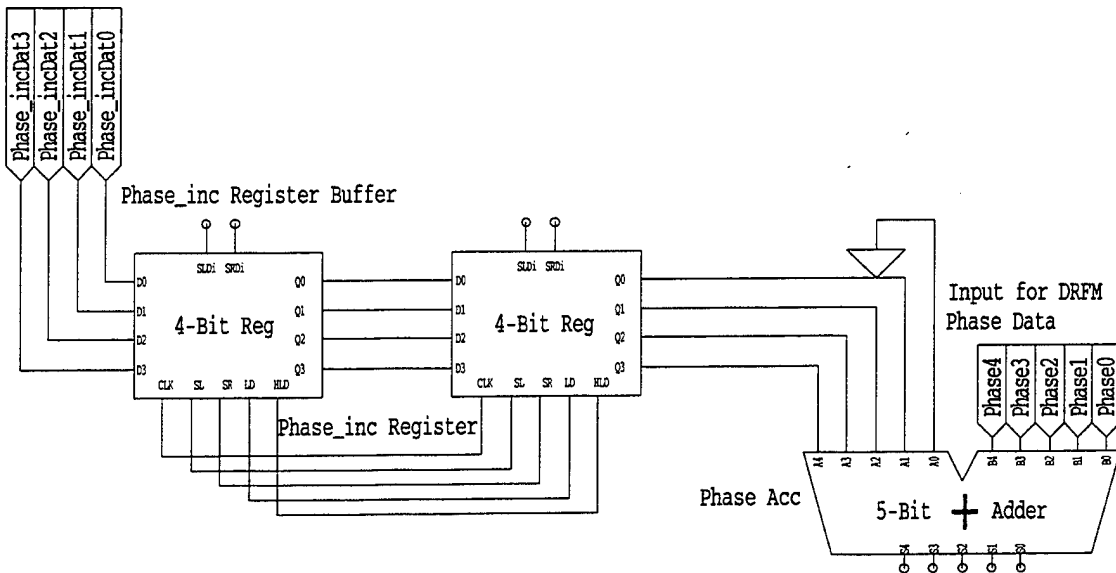 Phase_incDat3
Phase_incDat2
Phase_incDat1
Phase_incDat0
Phase_inc Register Buffer
SLDi SRDi
D0
D1
D2
D3
4-Bit Reg
Q0
Q1
Q2
Q3
CLK SL SR LD HLD
SLDi SRDi
D0
D1
D2
D3
4-Bit Reg
Q0
Q1
Q2
Q3
CLK SL SR LD HLD
Phase_inc Register
Input for DRFM
Phase Data
Phase4
Phase3
Phase2
Phase1
Phase0
A4 A3 A2 A1 A0
B4 B3 B2 B1 B0
Phase Acc
5-Bit + Adder
S4 S3 S2 S1 S0